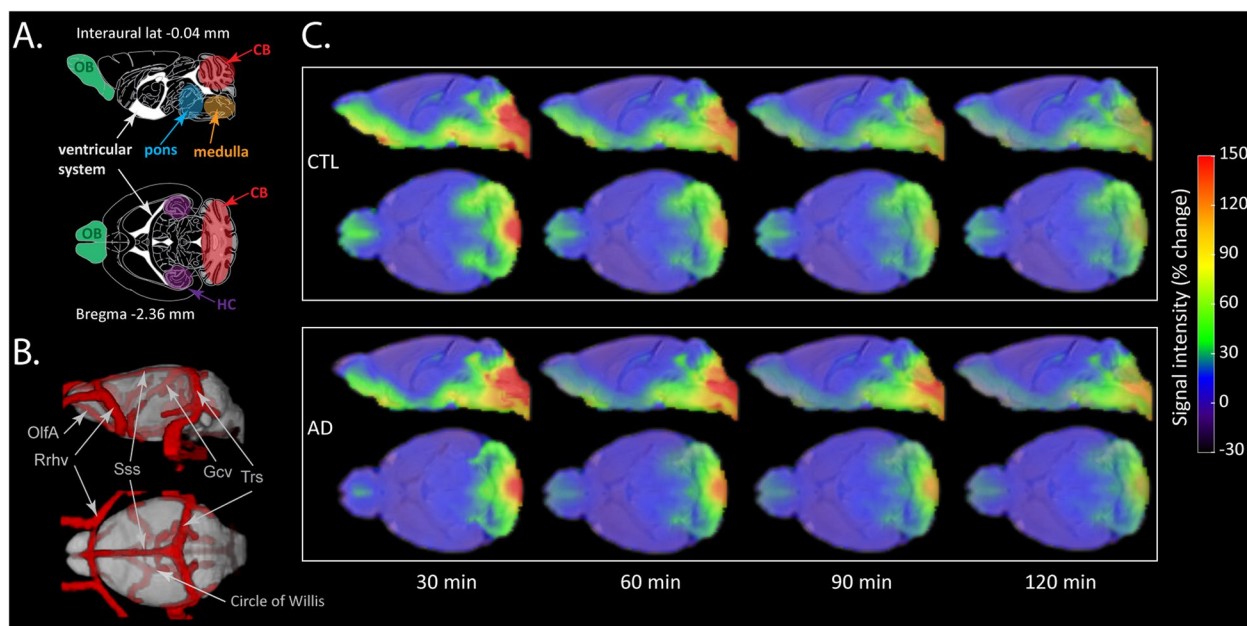 A.
Interaural lat -0.04 mm
OB
CB
ventricular system
pons
medulla
CB
OB
HC
Bregma -2.36 mm
B.
OlfA
Rrhv
Sss
Gcv
Trs
Circle of Willis
C.
CTL
AD
30 min
60 min
90 min
120 min
150
120
90
60
30
0
-30
Signal intensity (% change)